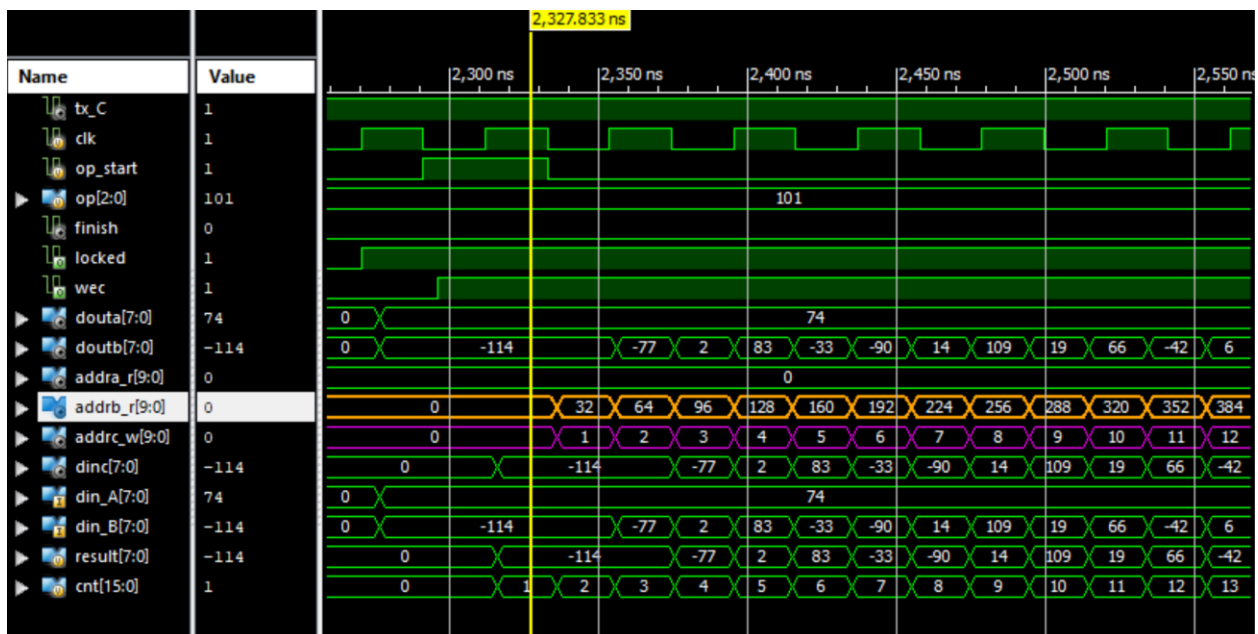 2,327.833 ns
Name Value 2,300 ns 2,350 ns 2,400 ns 2,450 ns 2,500 ns 2,550 ns
tx_C 1
clk 1
op_start 1
op[2:0] 101 101
finish 0
locked 1
wec 1
douta[7:0] 74 0 74
doutb[7:0] -114 0 -114 -77 2 83 -33 -90 14 109 19 66 -42 6
addra_r[9:0] 0 0
addrb_r[9:0] 0 0 32 64 96 128 160 192 224 256 288 320 352 384
addrc_w[9:0] 0 0 1 2 3 4 5 6 7 8 9 10 11 12
dinc[7:0] -114 0 -114 -77 2 83 -33 -90 14 109 19 66 -42
din_A[7:0] 74 0 74
din_B[7:0] -114 0 -114 -77 2 83 -33 -90 14 109 19 66 -42 6
result[7:0] -114 0 -114 -77 2 83 -33 -90 14 109 19 66 -42
cnt[15:0] 1 0 1 2 3 4 5 6 7 8 9 10 11 12 13